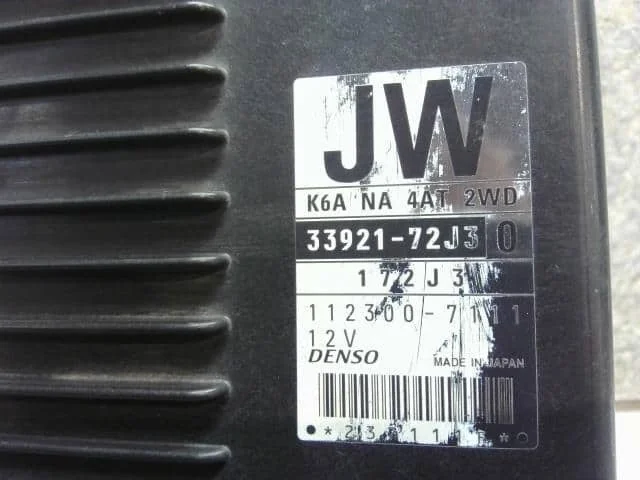 JW
K6A NA 4AT 2WD
33921-72J3 0
172J3
112300-7111
12V
DENSO MADE IN JAPAN